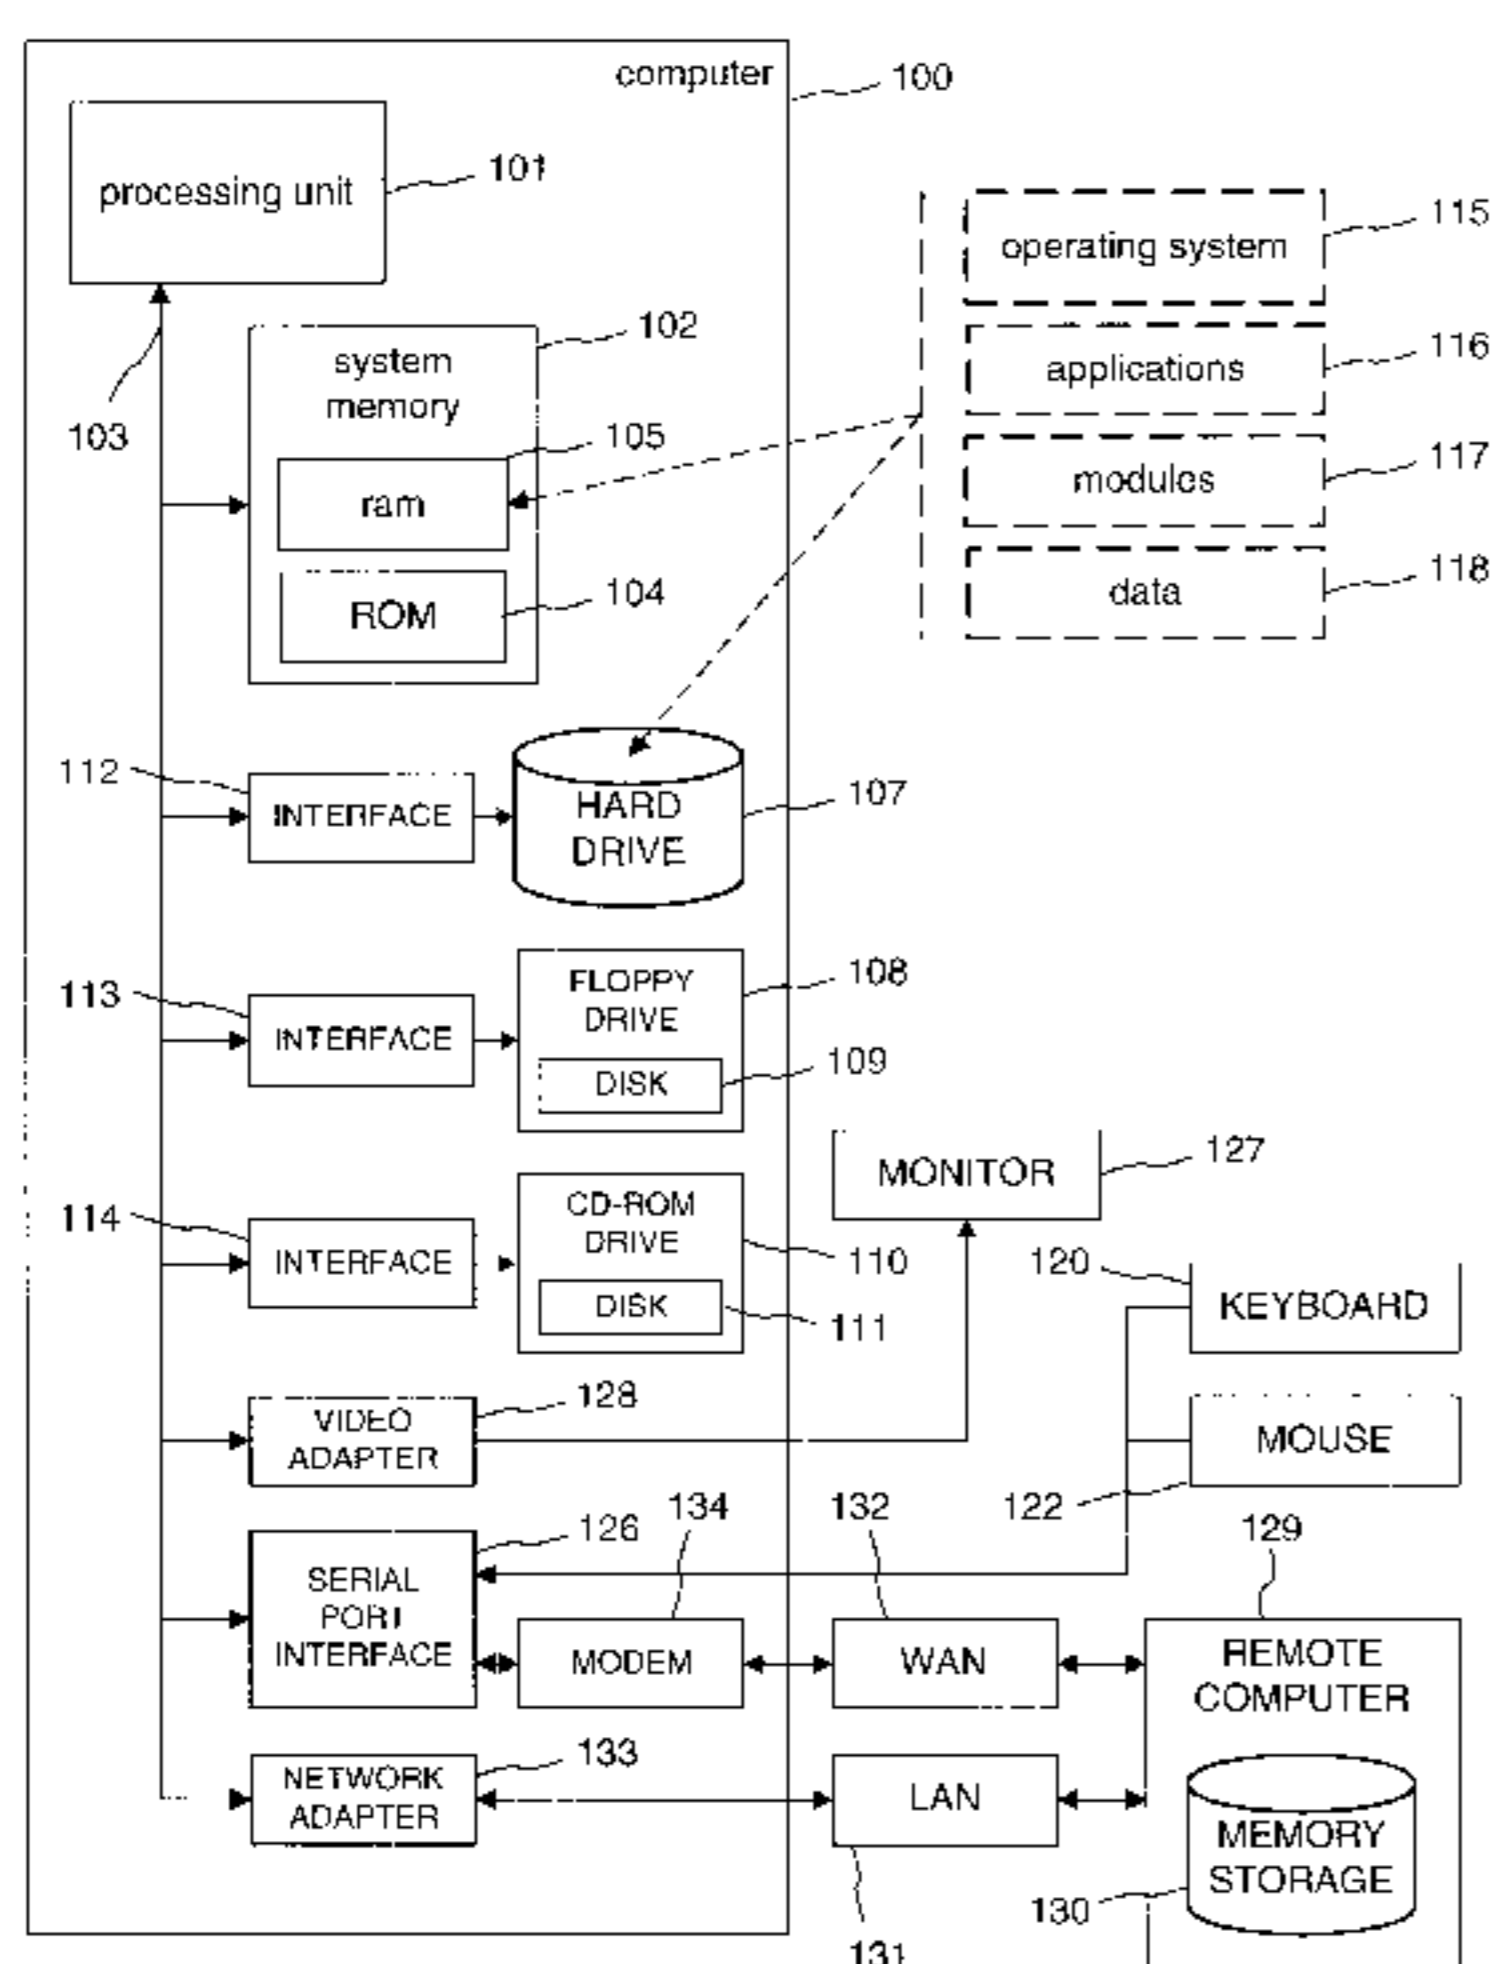 computer
100
processing unit
101
operating system
115
system
memory
102
applications
116
103
105
ram
modules
117
ROM
104
data
118
112
INTERFACE
HARD
DRIVE
107
113
INTERFACE
FLOPPY
DRIVE
108
DISK
109
MONITOR
127
114
INTERFACE
CD-ROM
DRIVE
110
DISK
111
120
KEYBOARD
VIDEO
ADAPTER
128
MOUSE
122
126
134
132
129
SERIAL
PORT
INTERFACE
MODEM
WAN
REMOTE
COMPUTER
NETWORK
ADAPTER
133
LAN
MEMORY
STORAGE
130
131